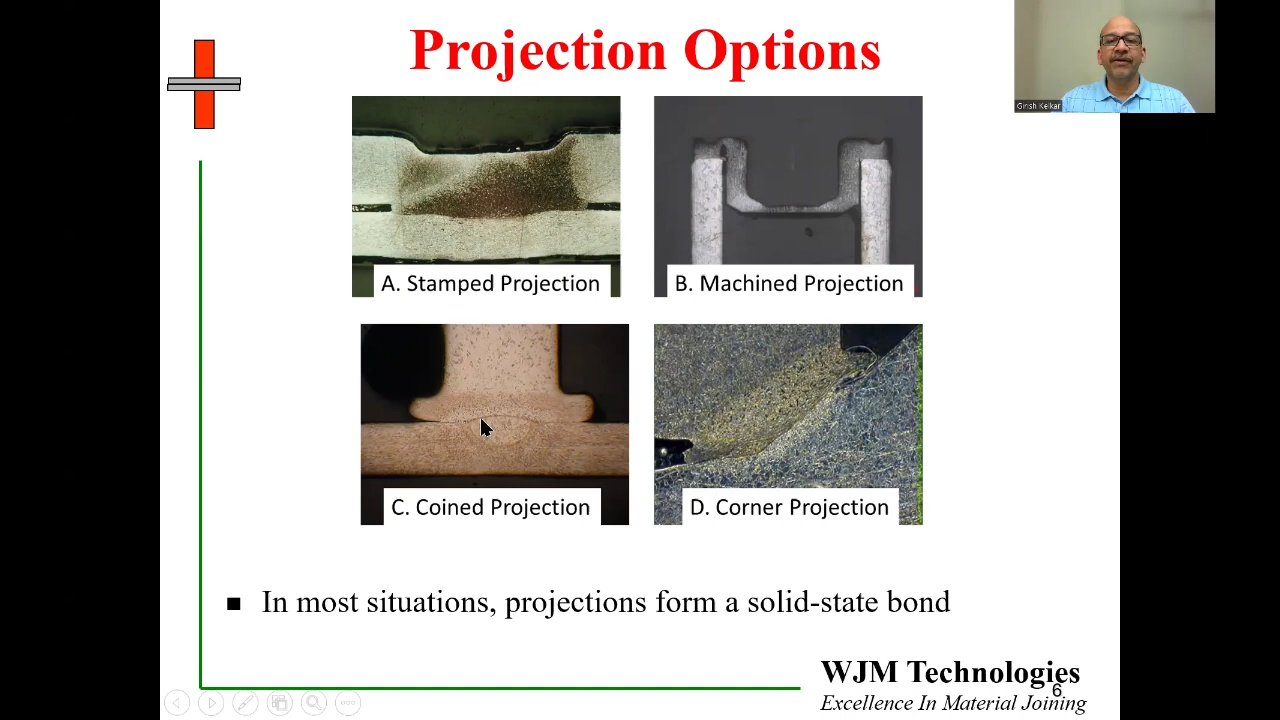 Projection Options
Girish Kelkar
A. Stamped Projection
B. Machined Projection
C. Coined Projection
D. Corner Projection
In most situations, projections form a solid-state bond
WJM Technologies
6
Excellence In Material Joining